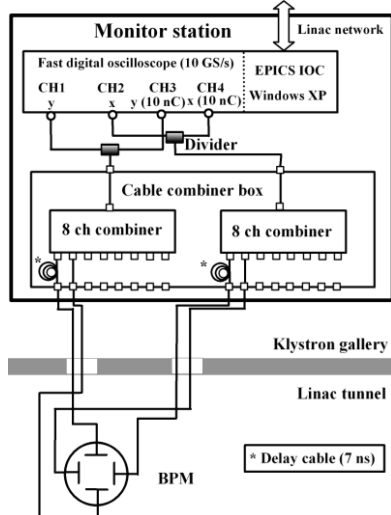 Monitor station
Linac network
Fast digital oscilloscope (10 GS/s)
EPICS IOC
Windows XP
CH1 CH2 CH3 CH4
y x y (10 nC) x (10 nC)
Divider
Cable combiner box
8 ch combiner 8 ch combiner
* *
Klystron gallery
Linac tunnel
BPM
* Delay cable (7 ns)